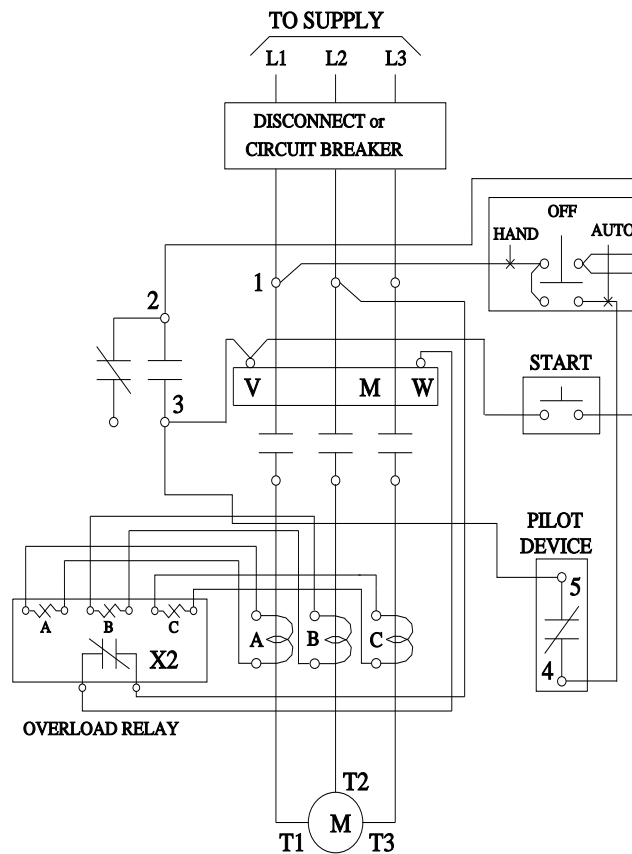 TO SUPPLY
L1 L2 L3
DISCONNECT or
CIRCUIT BREAKER
OFF
HAND AUTO
1
2
V M W
START
3
PILOT
DEVICE
5
A B C
A B C
X2
4
OVERLOAD RELAY
T2
M
T1 T3